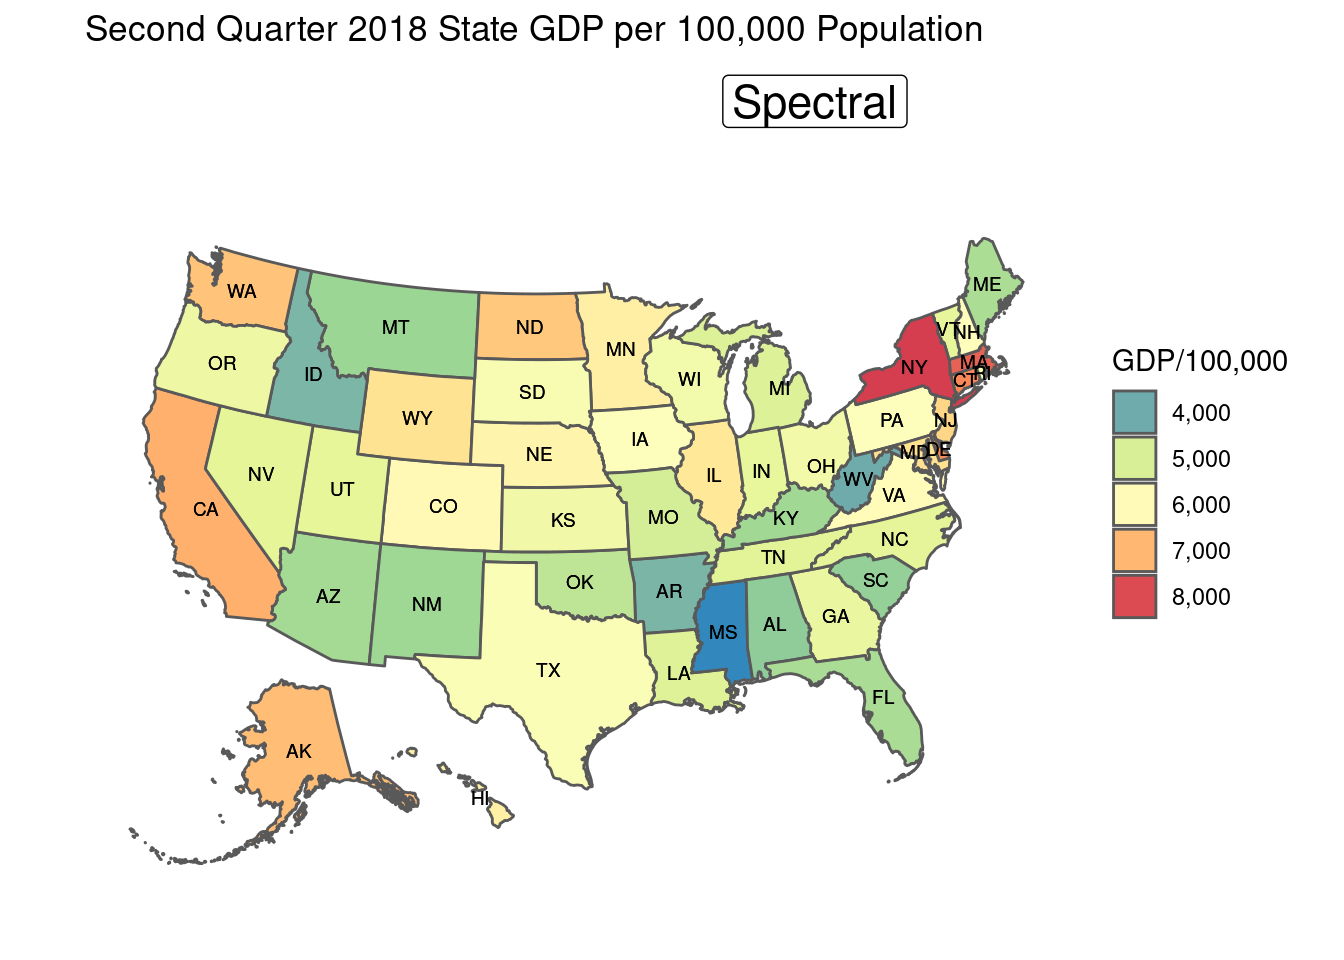 Second Quarter 2018 State GDP per 100,000 Population
Spectral
ME
WA
MT
ND
VT
NH
MN
OR
MA
NY
ID
RI
WI
CT
MI
SD
WY
NJ
PA
IA
MD
DE
NE
OH
NV
IN
IL
WV
UT
VA
CO
CA
MO
KY
KS
NC
TN
SC
OK
AR
AZ
NM
GA
AL
MS
TX
LA
FL
AK
HI
GDP/100,000
4,000
5,000
6,000
7,000
8,000